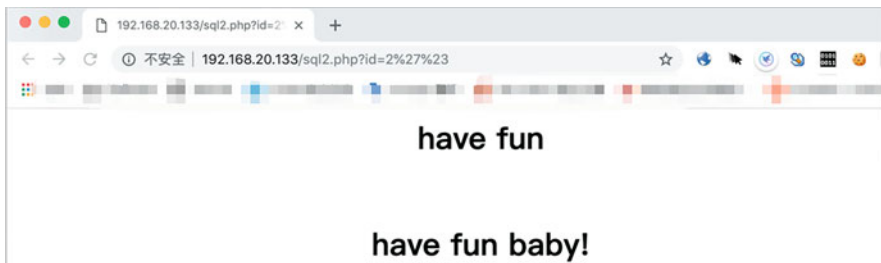 192.168.20.133/sql2.php?id=2
不安全 | 192.168.20.133/sql2.php?id=2%27%23
have fun
have fun baby!